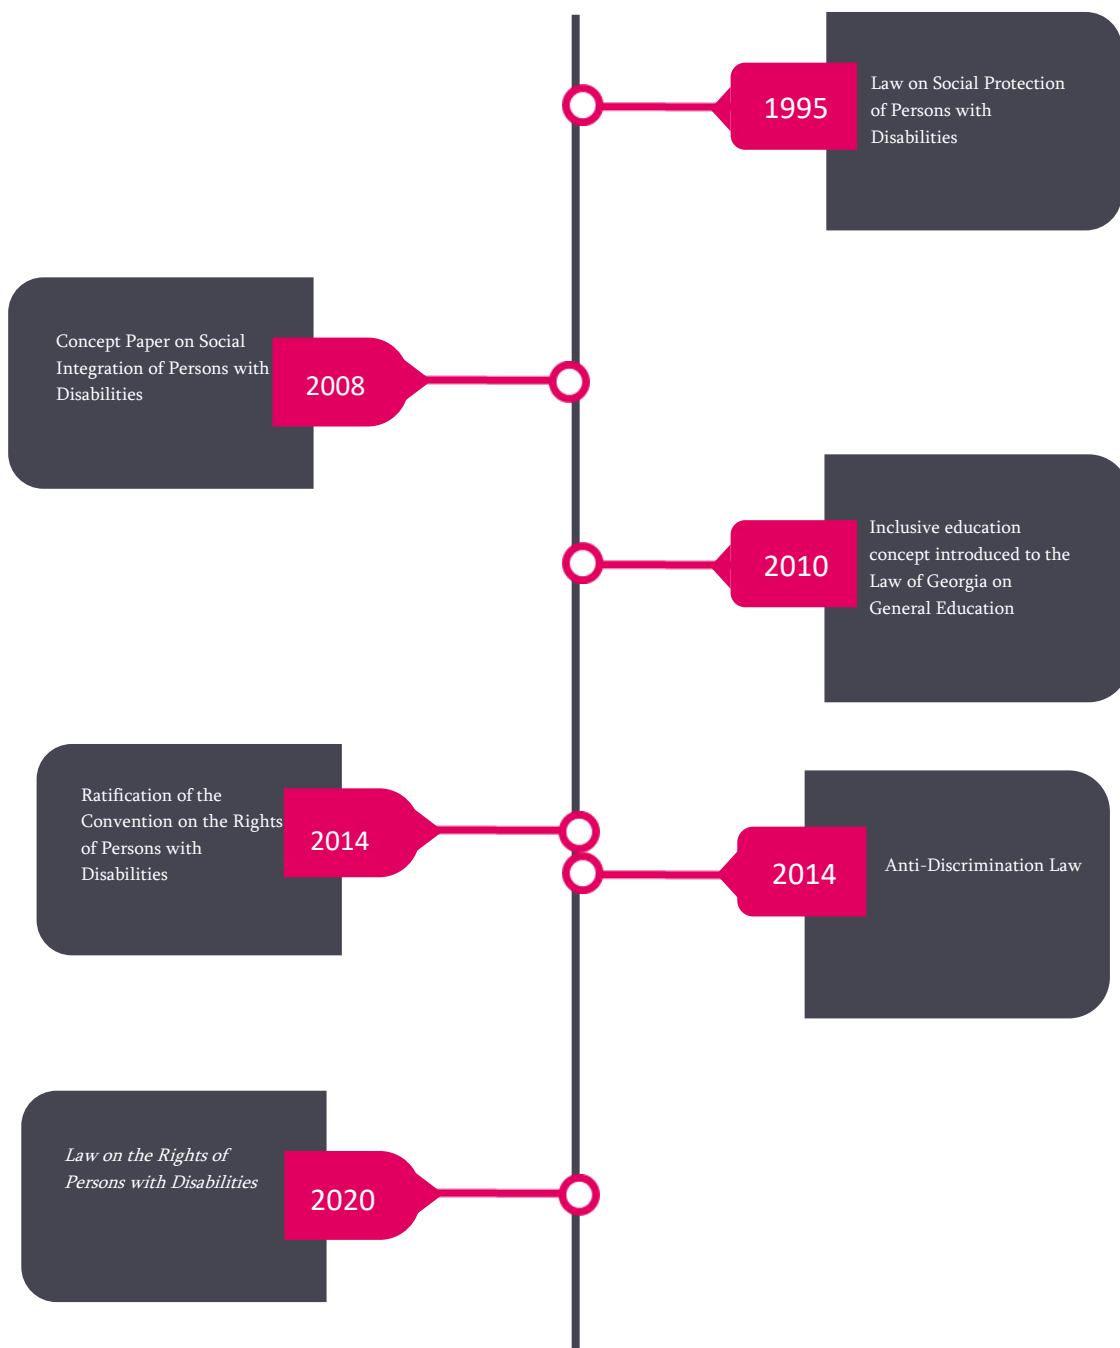 1995
Law on Social Protection
of Persons with
Disabilities
Concept Paper on Social
Integration of Persons with
Disabilities
2008
2010
Inclusive education
concept introduced to the
Law of Georgia on
General Education
Ratification of the
Convention on the Rights
of Persons with
Disabilities
2014
2014
Anti-Discrimination Law
Law on the Rights of
Persons with Disabilities
2020